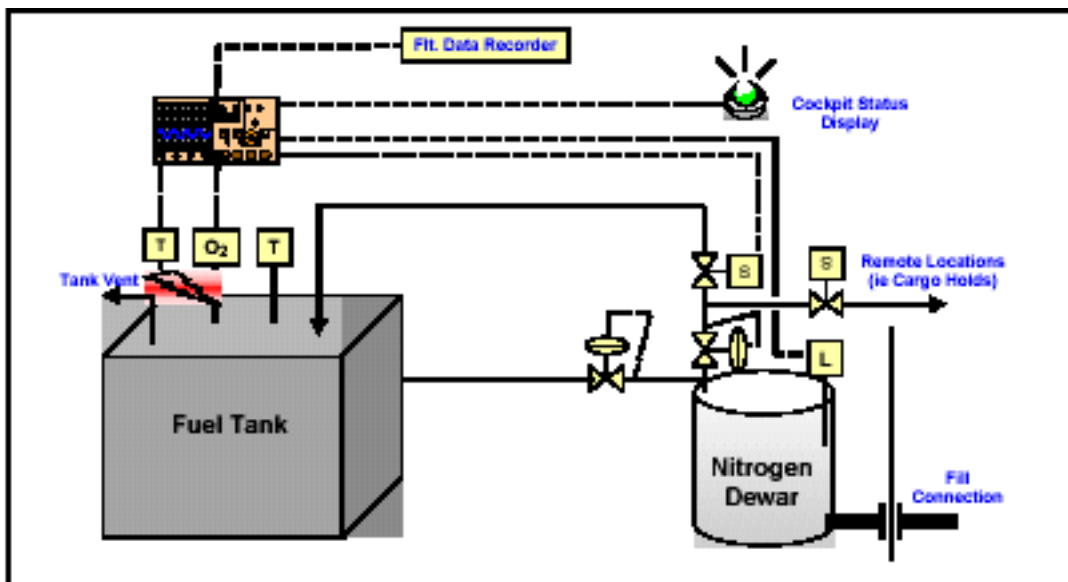 Flt. Data Recorder
Cockpit Status
Display
T
O2
T
Tank Vent
S
S
Remote Locations
(ie Cargo Holds)
L
Fuel Tank
Nitrogen
Dewar
Fill
Connection